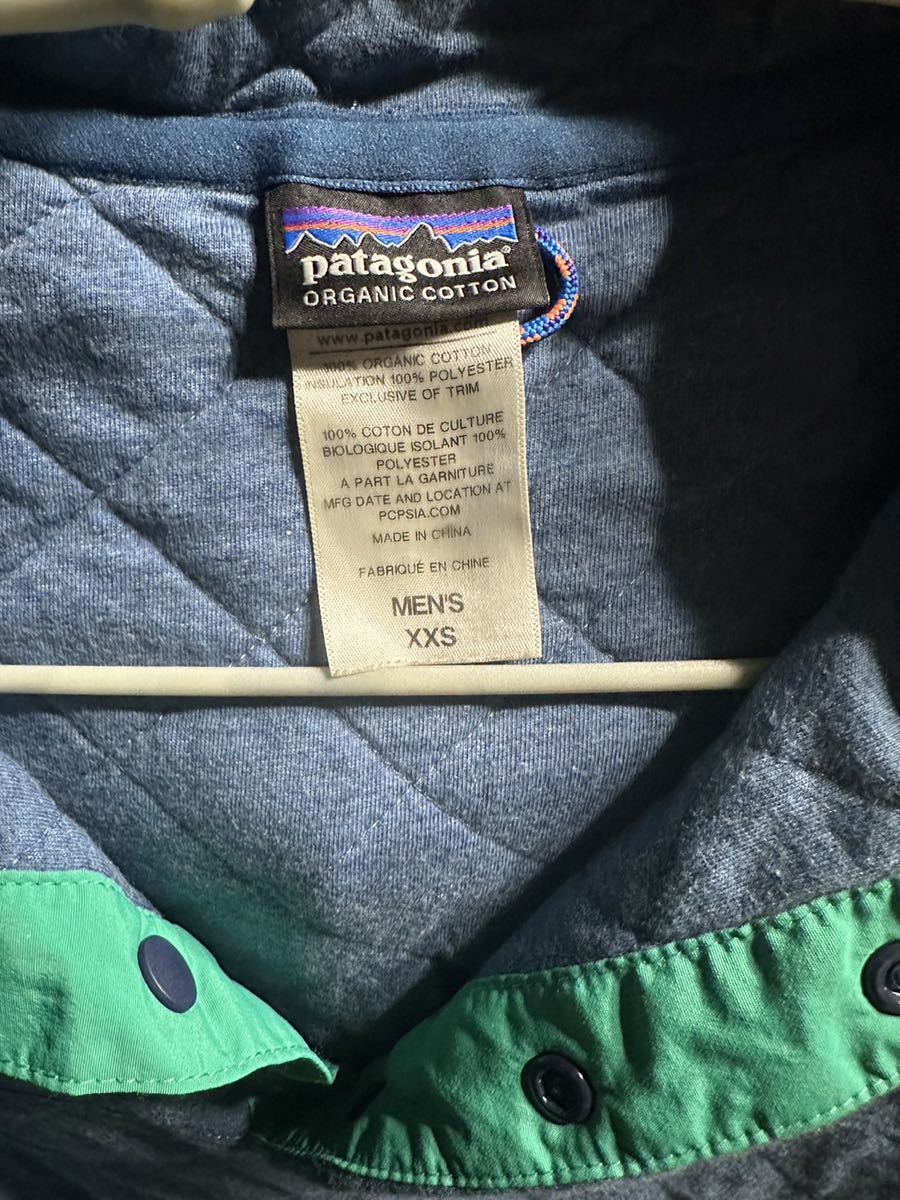 patagonia®
ORGANIC COTTON
www.patagonia.com
100% ORGANIC COTTON
INSULATION 100% POLYESTER
EXCLUSIVE OF TRIM
100% COTON DE CULTURE
BIOLOGIQUE ISOLANT 100%
POLYESTER
A PART LA GARNITURE
MFG DATE AND LOCATION AT
PCPSIA.COM
MADE IN CHINA
FABRIQUÉ EN CHINE
MEN'S
XXS